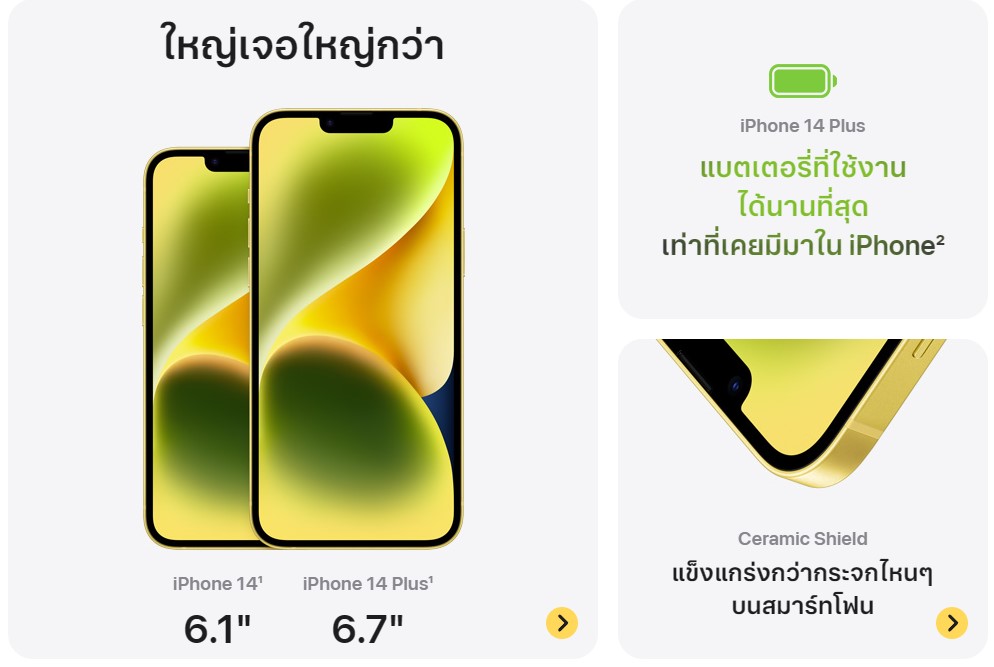 ใหญ่เจอใหญ่กว่า
iPhone 14¹
iPhone 14 Plus¹
6.1"
6.7"
iPhone 14 Plus
แบตเตอรี่ที่ใช้งาน
ได้นานที่สุด
เท่าที่เคยมีมาใน iPhone²
Ceramic Shield
แข็งแกร่งกว่ากระจกไหนๆ
บนสมาร์ทโฟน